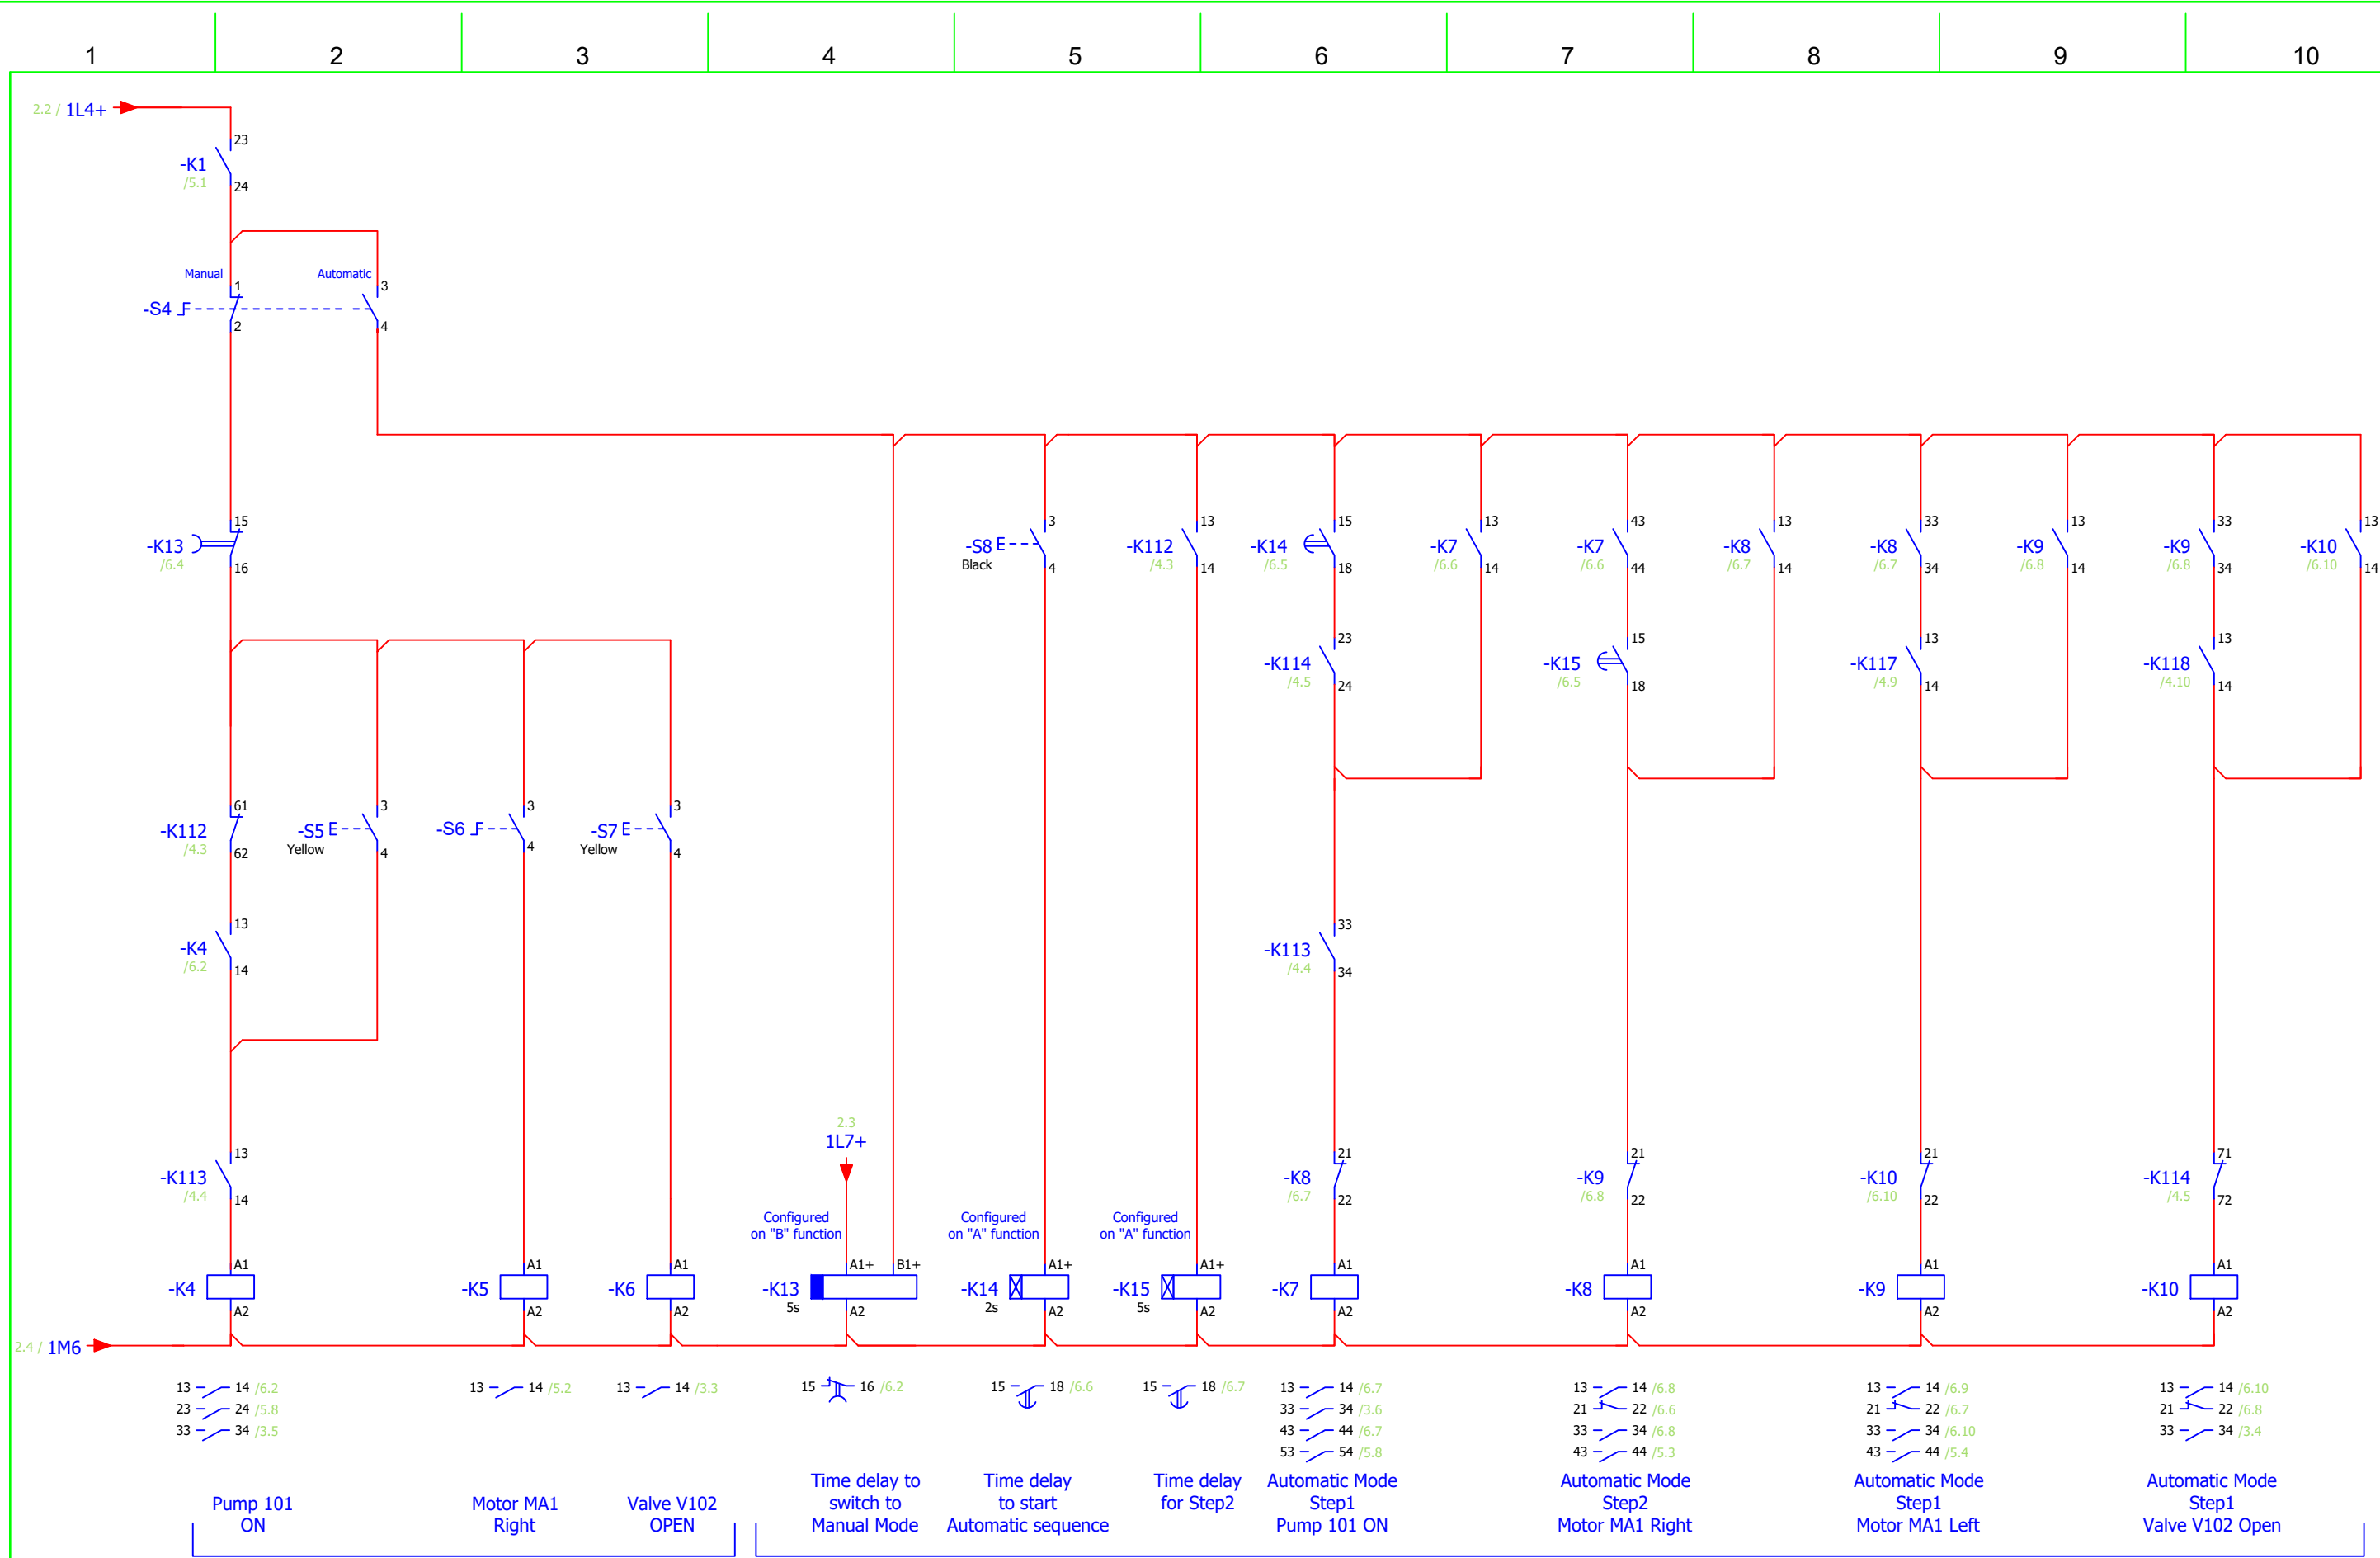 1 2 3 4 5 6 7 8 9 10
2.2 / 1L4+
23
-K1
/5.1
24
Manual
Automatic
1
3
-S4
2
4
15
-K13
/6.4
16
3
-S8
Black
4
13
-K112
/4.3
14
15
-K14
/6.5
18
13
-K7
/6.6
14
43
-K7
/6.6
44
13
-K8
/6.7
14
33
-K8
/6.7
34
13
-K9
/6.8
14
33
-K9
/6.8
34
13
-K10
/6.10
14
23
-K114
/4.5
24
15
-K15
/6.5
18
13
-K117
/4.9
14
13
-K118
/4.10
14
61
-K112
/4.3
62
3
-S5
Yellow
4
3
-S6
4
3
-S7
Yellow
4
13
-K4
/6.2
14
33
-K113
/4.4
34
13
-K113
/4.4
14
2.3
1L7+
21
-K8
/6.7
22
21
-K9
/6.8
22
21
-K10
/6.10
22
71
-K114
/4.5
72
Configured
on "B" function
Configured
on "A" function
Configured
on "A" function
A1
-K4
A2
A1
-K5
A2
A1
-K6
A2
A1+ B1+
-K13
5s
A2
A1+
-K14
2s
A2
A1+
-K15
5s
A2
A1
-K7
A2
A1
-K8
A2
A1
-K9
A2
A1
-K10
A2
2.4 / 1M6
13 14 /6.2
23 24 /5.8
33 34 /3.5
13 14 /5.2
13 14 /3.3
15 16 /6.2
15 18 /6.6
15 18 /6.7
13 14 /6.7
33 34 /3.6
43 44 /6.7
53 54 /5.8
13 14 /6.8
21 22 /6.6
33 34 /6.8
43 44 /5.3
13 14 /6.9
21 22 /6.7
33 34 /6.10
43 44 /5.4
13 14 /6.10
21 22 /6.8
33 34 /3.4
Pump 101
ON
Motor MA1
Right
Valve V102
OPEN
Time delay to
switch to
Manual Mode
Time delay
to start
Automatic sequence
Time delay
for Step2
Automatic Mode
Step1
Pump 101 ON
Automatic Mode
Step2
Motor MA1 Right
Automatic Mode
Step1
Motor MA1 Left
Automatic Mode
Step1
Valve V102 Open